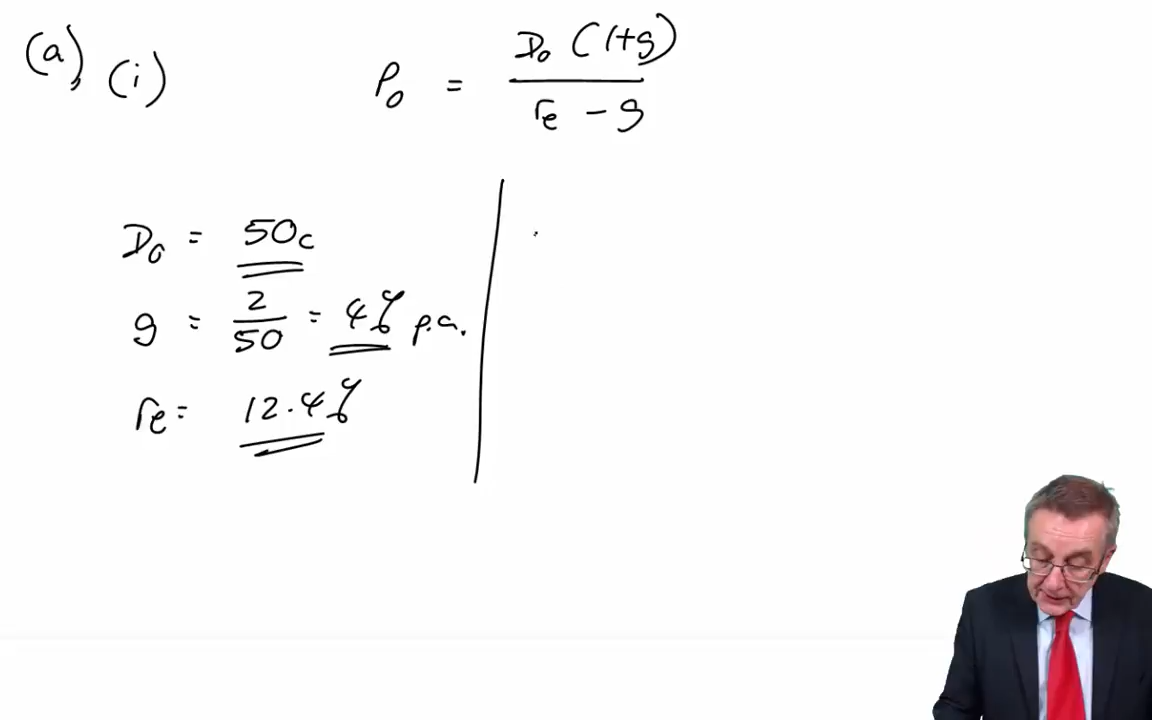 (a), (i)
P₀ = D₀ (1+g) / re − g
D₀ = 50c
g = 2/50 = 4% p.a.
re = 12.4%